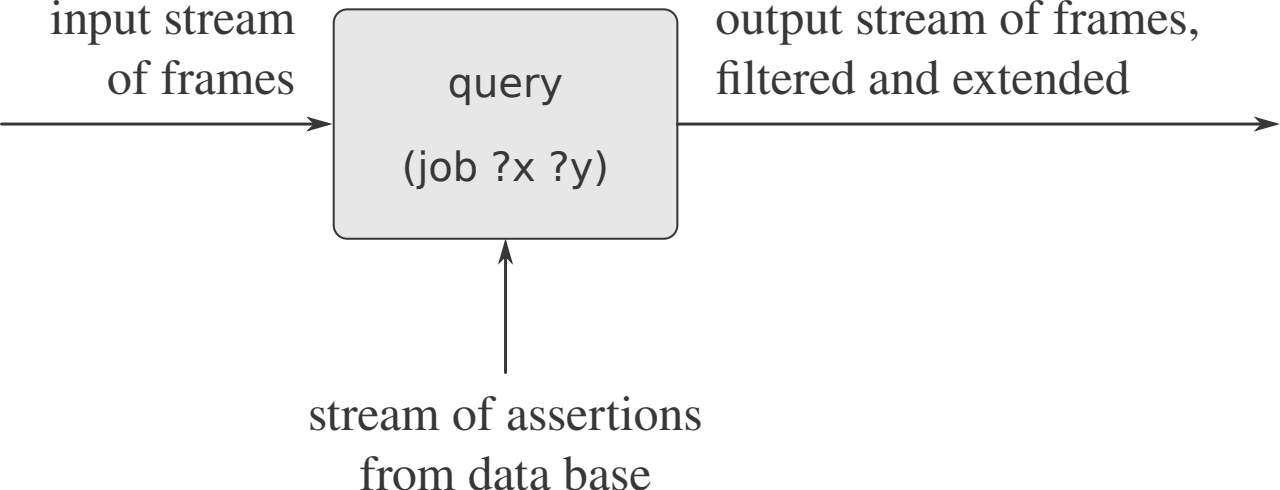 input stream
of frames
query
(job ?x ?y)
output stream of frames,
filtered and extended
stream of assertions
from data base